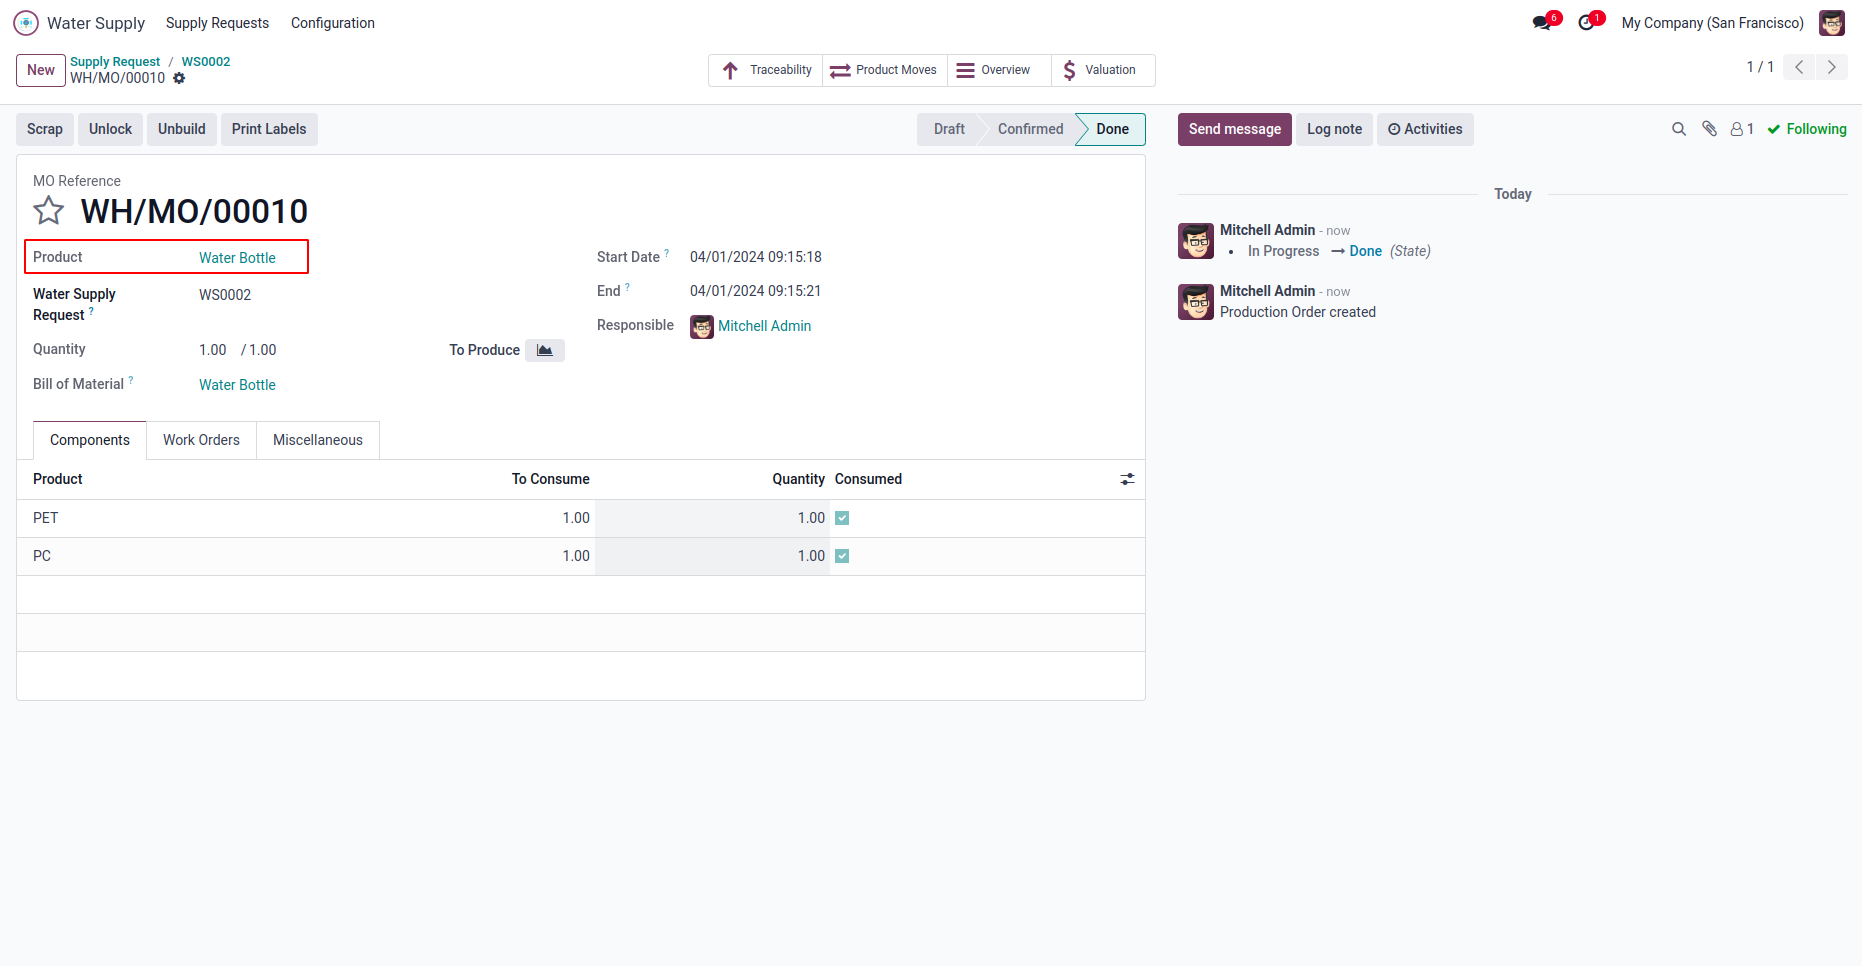 Water Supply Supply Requests Configuration 6 1 My Company (San Francisco)
New Supply Request / WS0002
WH/MO/00010
Traceability Product Moves Overview Valuation 1 / 1
Scrap Unlock Unbuild Print Labels Draft Confirmed Done Send message Log note Activities 1 Following
MO Reference
WH/MO/00010
Product Water Bottle
Water Supply Request ? WS0002
Quantity 1.00 / 1.00 To Produce
Bill of Material ? Water Bottle
Start Date ? 04/01/2024 09:15:18
End ? 04/01/2024 09:15:21
Responsible Mitchell Admin
Components Work Orders Miscellaneous
Product To Consume Quantity Consumed
PET 1.00 1.00
PC 1.00 1.00
Today
Mitchell Admin - now
• In Progress → Done (State)
Mitchell Admin - now
Production Order created